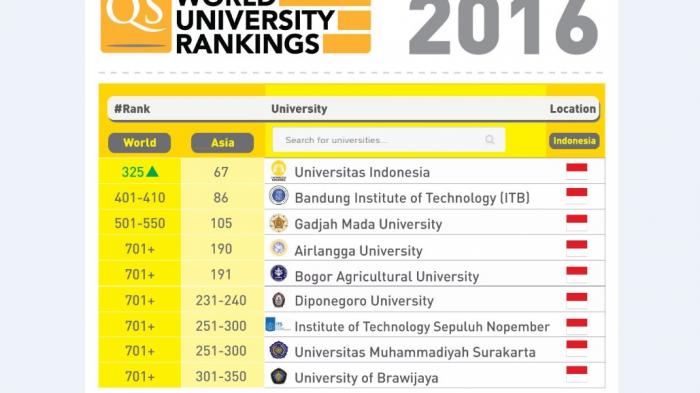 QS WORLD
UNIVERSITY
RANKINGS
2016
#Rank University Location
World Asia Search for universities... Indonesia
325 67 Universitas Indonesia
401-410 86 Bandung Institute of Technology (ITB)
501-550 105 Gadjah Mada University
701+ 190 Airlangga University
701+ 191 Bogor Agricultural University
701+ 231-240 Diponegoro University
701+ 251-300 Institute of Technology Sepuluh Nopember
701+ 251-300 Universitas Muhammadiyah Surakarta
701+ 301-350 University of Brawijaya